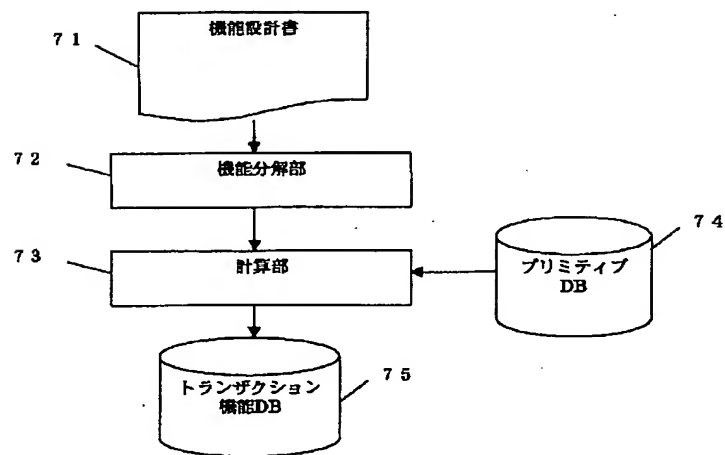 71
機能設計書
72
機能分解部
73
計算部
74
プリミティブ
DB
トランザクション
機能DB
75